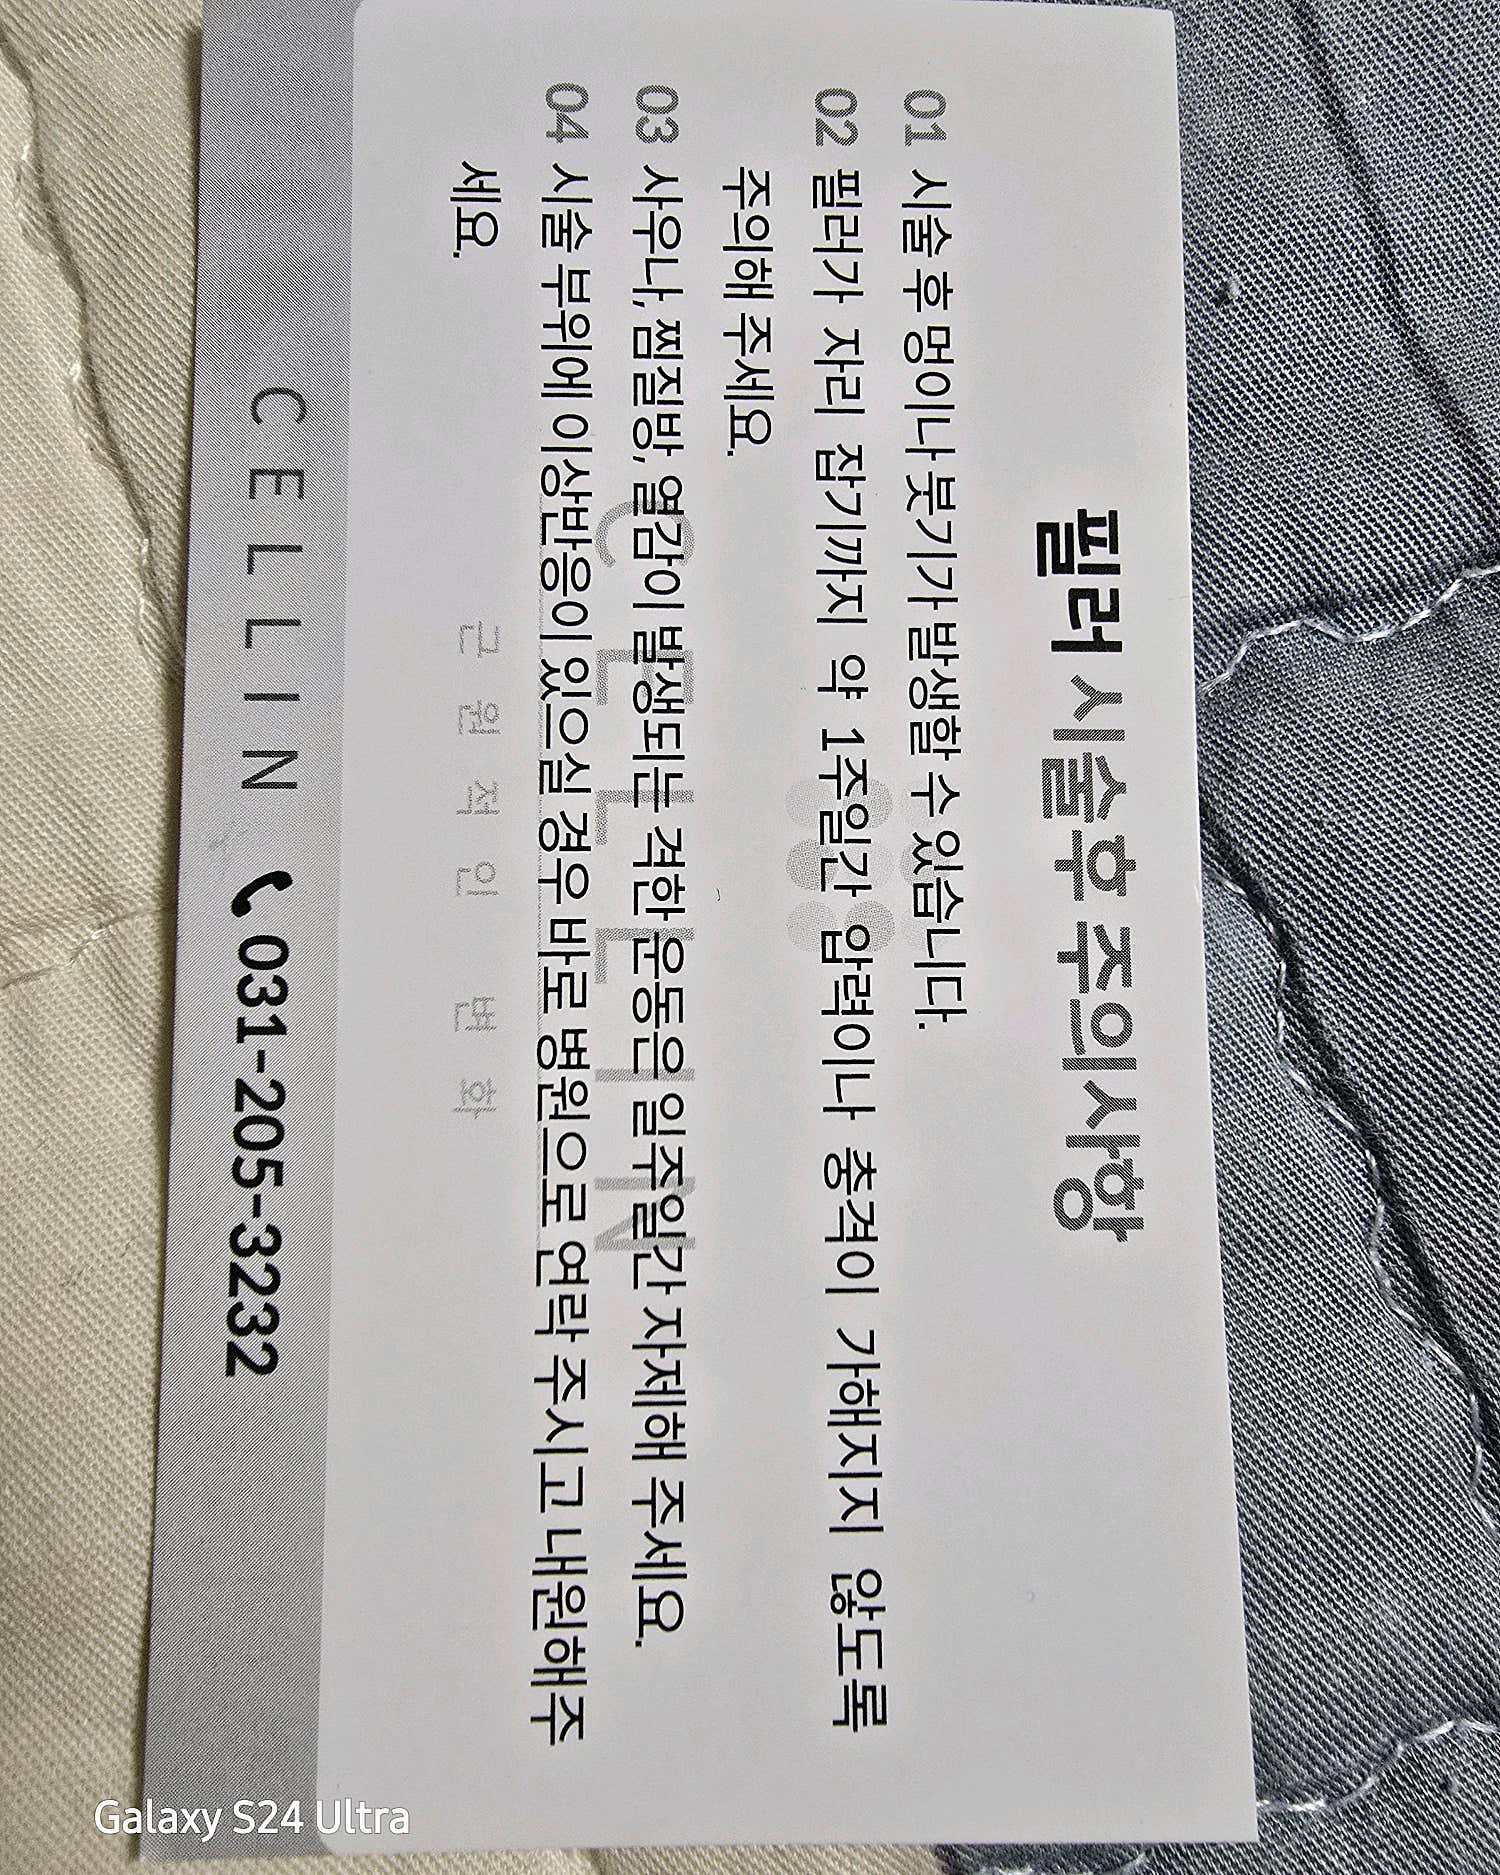 필러 시술후 주의사항
01 시술 후 멍이나 붓기가 발생할 수 있습니다.
02 필러가 자리 잡기까지 약 1주일간 압력이나 충격이 가해지지 않도록
주의해 주세요.
03 사우나, 찜질방, 열감이 발생되는 격한 운동은 일주일간 자제해 주세요.
04 시술 부위에 이상반응이 있으실 경우 바로 병원으로 연락 주시고 내원해주
세요.
CELLIN
근원적인 변화
CELLIN 031-205-3232
Galaxy S24 Ultra